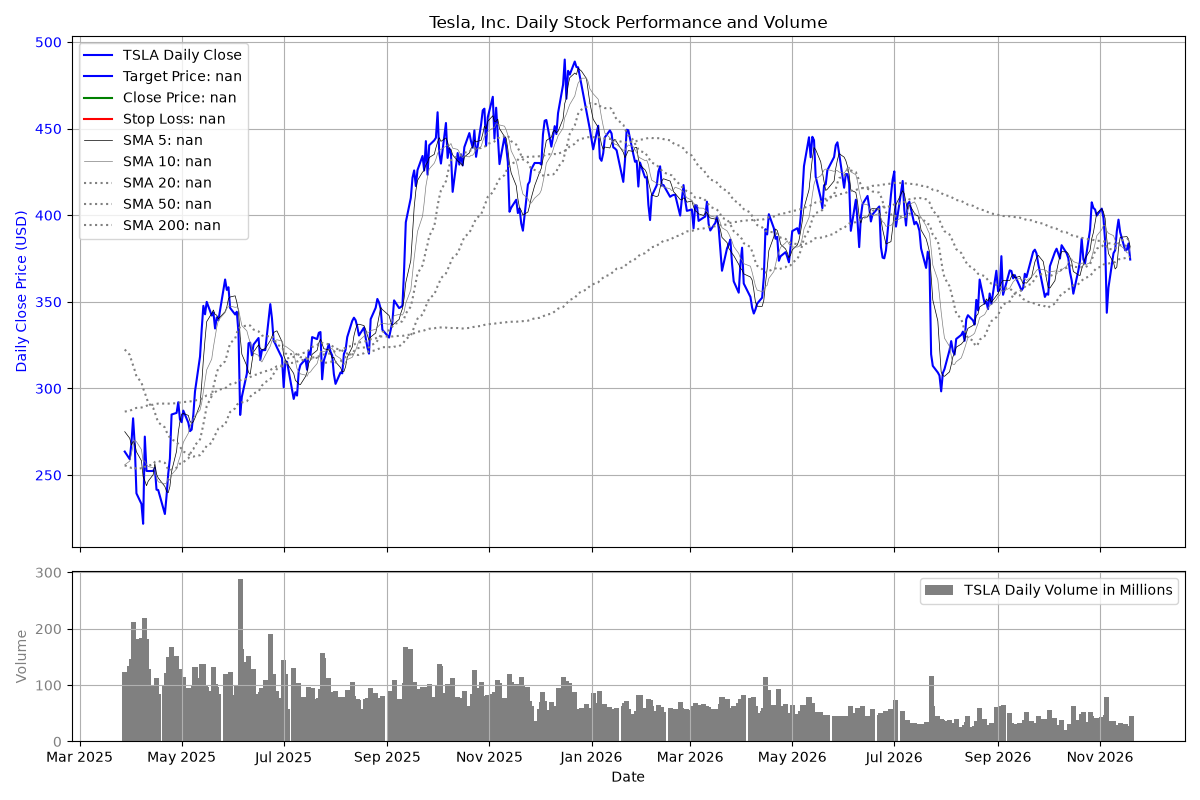 Tesla, Inc. Daily Stock Performance and Volume
500
450
400
350
300
250
Daily Close Price (USD)
TSLA Daily Close
Target Price: nan
Close Price: nan
Stop Loss: nan
SMA 5: nan
SMA 10: nan
SMA 20: nan
SMA 50: nan
SMA 200: nan
300
200
100
0
Volume
TSLA Daily Volume in Millions
Mar 2025 May 2025 Jul 2025 Sep 2025 Nov 2025 Jan 2026 Mar 2026 May 2026 Jul 2026 Sep 2026 Nov 2026
Date